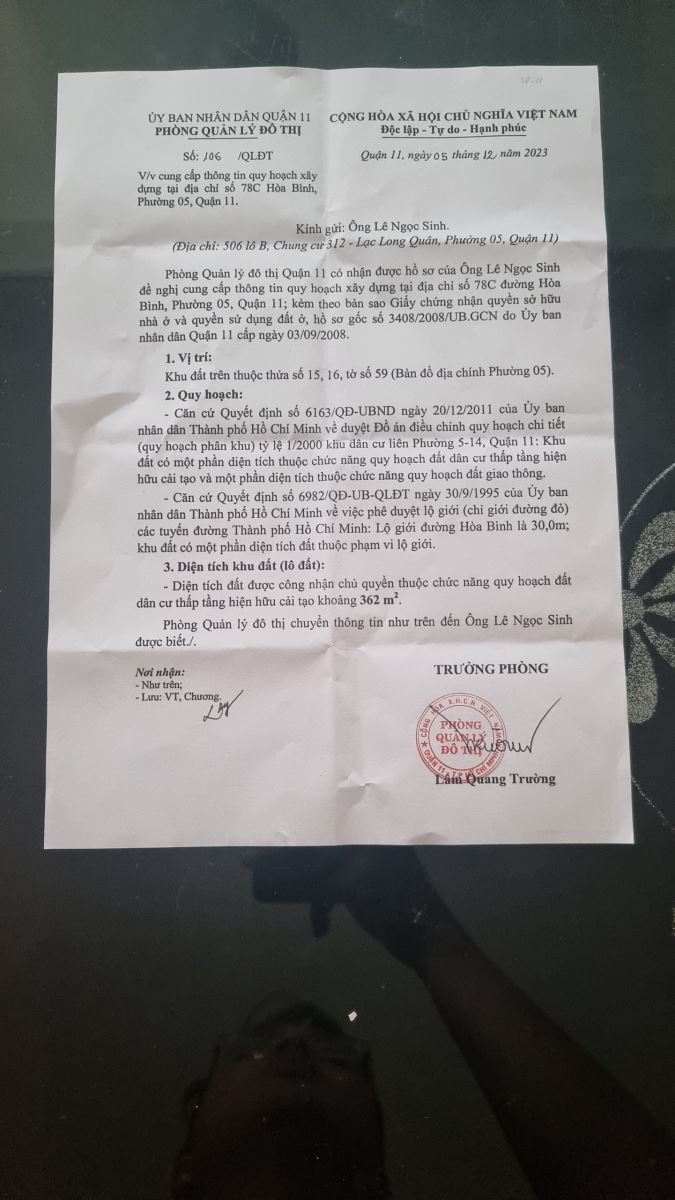 ỦY BAN NHÂN DÂN QUẬN 11
PHÒNG QUẢN LÝ ĐÔ THỊ
CỘNG HÒA XÃ HỘI CHỦ NGHĨA VIỆT NAM
Độc lập - Tự do - Hạnh phúc
Số: 106 /QLĐT
Quận 11, ngày 05 tháng 12 năm 2023
V/v cung cấp thông tin quy hoạch xây
dựng tại địa chỉ số 78C Hòa Bình,
Phường 05, Quận 11.
Kính gửi: Ông Lê Ngọc Sinh.
(Địa chỉ: 506 lô B, Chung cư 312 - Lạc Long Quân, Phường 05, Quận 11)
Phòng Quản lý đô thị Quận 11 có nhận được hồ sơ của Ông Lê Ngọc Sinh
đề nghị cung cấp thông tin quy hoạch xây dựng tại địa chỉ số 78C đường Hòa
Bình, Phường 05, Quận 11; kèm theo bản sao Giấy chứng nhận quyền sở hữu
nhà ở và quyền sử dụng đất ở, hồ sơ gốc số 3408/2008/UB.GCN do Ủy ban
nhân dân Quận 11 cấp ngày 03/09/2008.
1. Vị trí:
Khu đất trên thuộc thửa số 15, 16, tờ số 59 (Bản đồ địa chính Phường 05).
2. Quy hoạch:
- Căn cứ Quyết định số 6163/QĐ-UBND ngày 20/12/2011 của Ủy ban
nhân dân Thành phố Hồ Chí Minh về duyệt Đồ án điều chỉnh quy hoạch chi tiết
(quy hoạch phân khu) tỷ lệ 1/2000 khu dân cư liên Phường 5-14, Quận 11: Khu
đất có một phần diện tích thuộc chức năng quy hoạch đất dân cư thấp tầng hiện
hữu cải tạo và một phần diện tích thuộc chức năng quy hoạch đất giao thông.
- Căn cứ Quyết định số 6982/QĐ-UB-QLĐT ngày 30/9/1995 của Ủy ban
nhân dân Thành phố Hồ Chí Minh về việc phê duyệt lộ giới (chỉ giới đường đỏ)
các tuyến đường Thành phố Hồ Chí Minh: Lộ giới đường Hòa Bình là 30,0m;
khu đất có một phần diện tích đất thuộc phạm vi lộ giới.
3. Diện tích khu đất (lô đất):
- Diện tích đất được công nhận chủ quyền thuộc chức năng quy hoạch đất
dân cư thấp tầng hiện hữu cải tạo khoảng 362 m².
Phòng Quản lý đô thị chuyển thông tin như trên đến Ông Lê Ngọc Sinh
được biết./.
Nơi nhận:
- Như trên;
- Lưu: VT, Chương.
TRƯỞNG PHÒNG
CỘNG HÒA X.H.C.N VIỆT NAM
PHÒNG
QUẢN LÝ
ĐÔ THỊ
QUẬN 11 T.P HỒ CHÍ MINH
Lâm Quang Trường